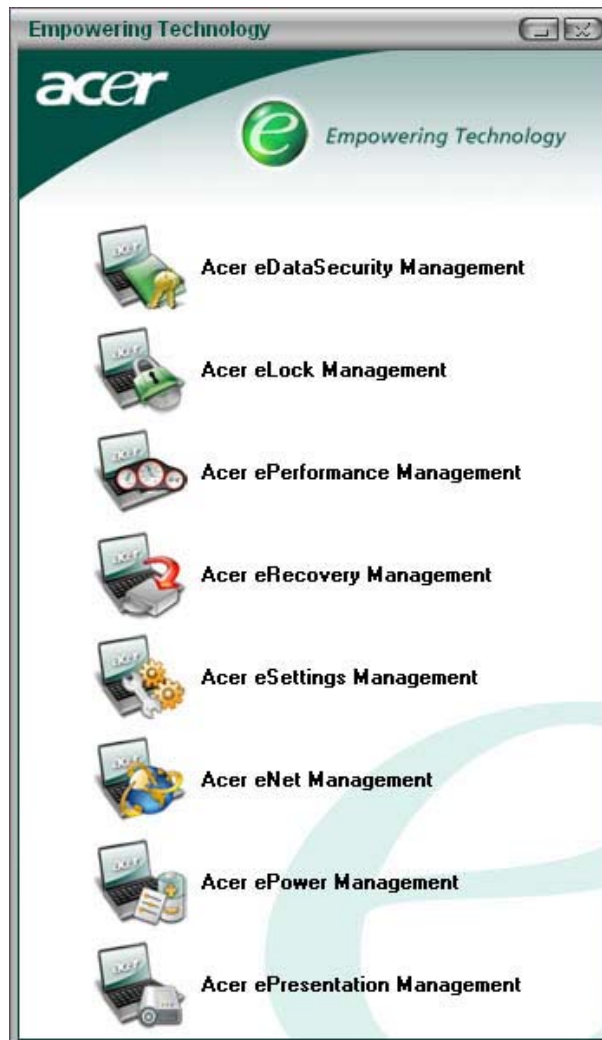 Empowering Technology
acer
e Empowering Technology
Acer eDataSecurity Management
Acer eLock Management
Acer ePerformance Management
Acer eRecovery Management
Acer eSettings Management
Acer eNet Management
Acer ePower Management
Acer ePresentation Management